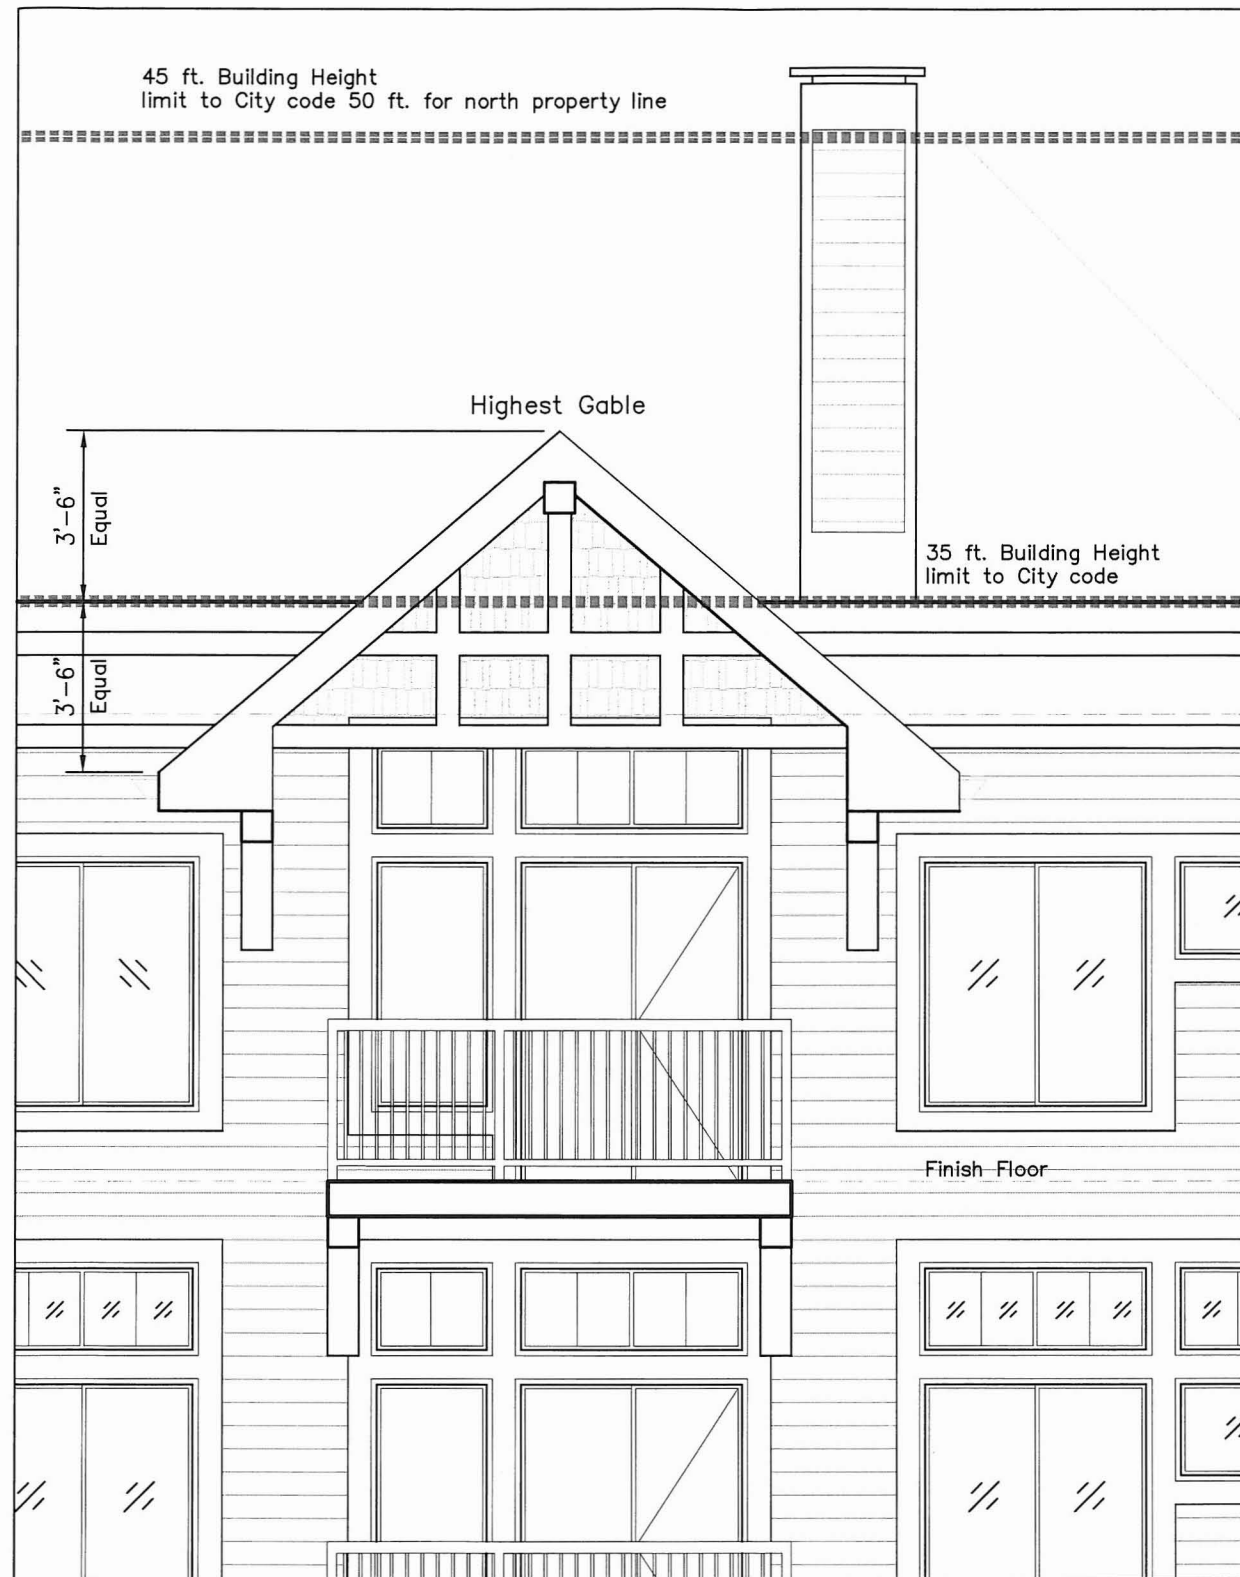 45 ft. Building Height
limit to City code 50 ft. for north property line
Highest Gable
3'-6"
Equal
35 ft. Building Height
limit to City code
3'-6"
Equal
Finish Floor